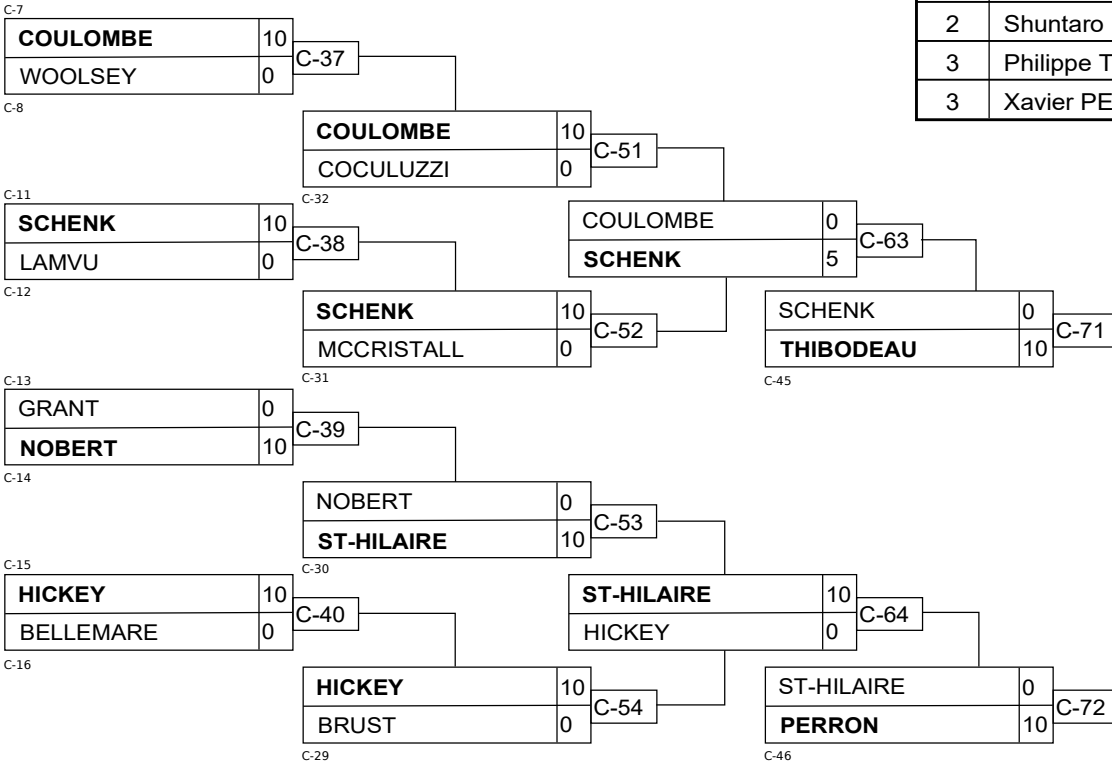 C-7
COULOMBE 10
WOOLSEY 0
C-37
C-8
2 Shuntaro
3 Philippe T
3 Xavier PE
COULOMBE 10
COCULUZZI 0
C-51
C-32
C-11
SCHENK 10
LAMVU 0
C-38
C-12
COULOMBE 0
SCHENK 5
C-63
SCHENK 10
MCCRISTALL 0
C-52
C-31
SCHENK 0
THIBODEAU 10
C-71
C-45
C-13
GRANT 0
NOBERT 10
C-39
C-14
NOBERT 0
ST-HILAIRE 10
C-53
C-30
C-15
HICKEY 10
BELLEMARE 0
C-40
C-16
ST-HILAIRE 10
HICKEY 0
C-64
HICKEY 10
BRUST 0
C-54
C-29
ST-HILAIRE 0
PERRON 10
C-72
C-46